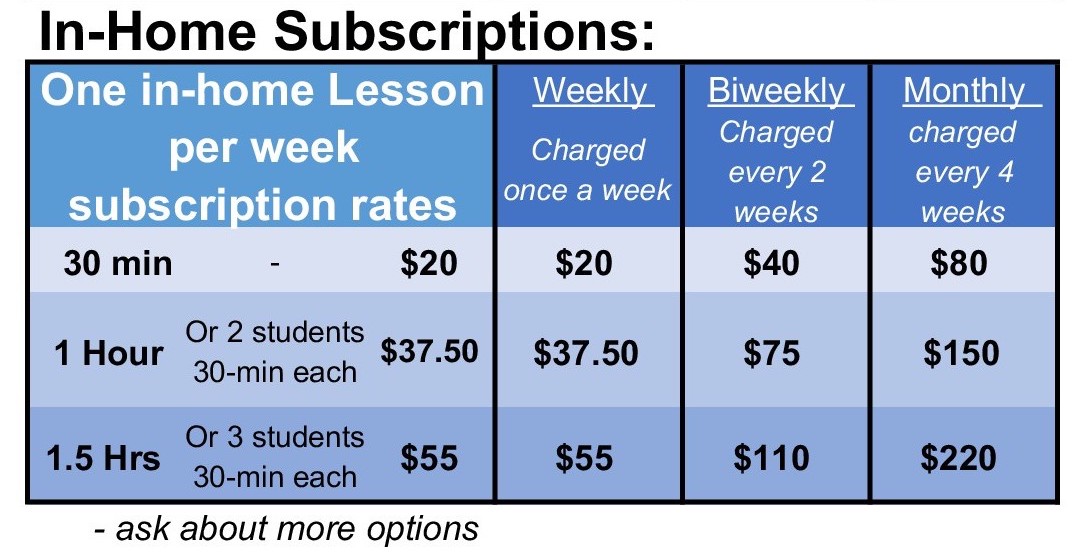 In-Home Subscriptions:
One in-home Lesson
per week
subscription rates
Weekly
Charged
once a week
Biweekly
Charged
every 2
weeks
Monthly
charged
every 4
weeks
30 min - $20 $20 $40 $80
1 Hour Or 2 students
30-min each $37.50 $37.50 $75 $150
1.5 Hrs Or 3 students
30-min each $55 $55 $110 $220
- ask about more options